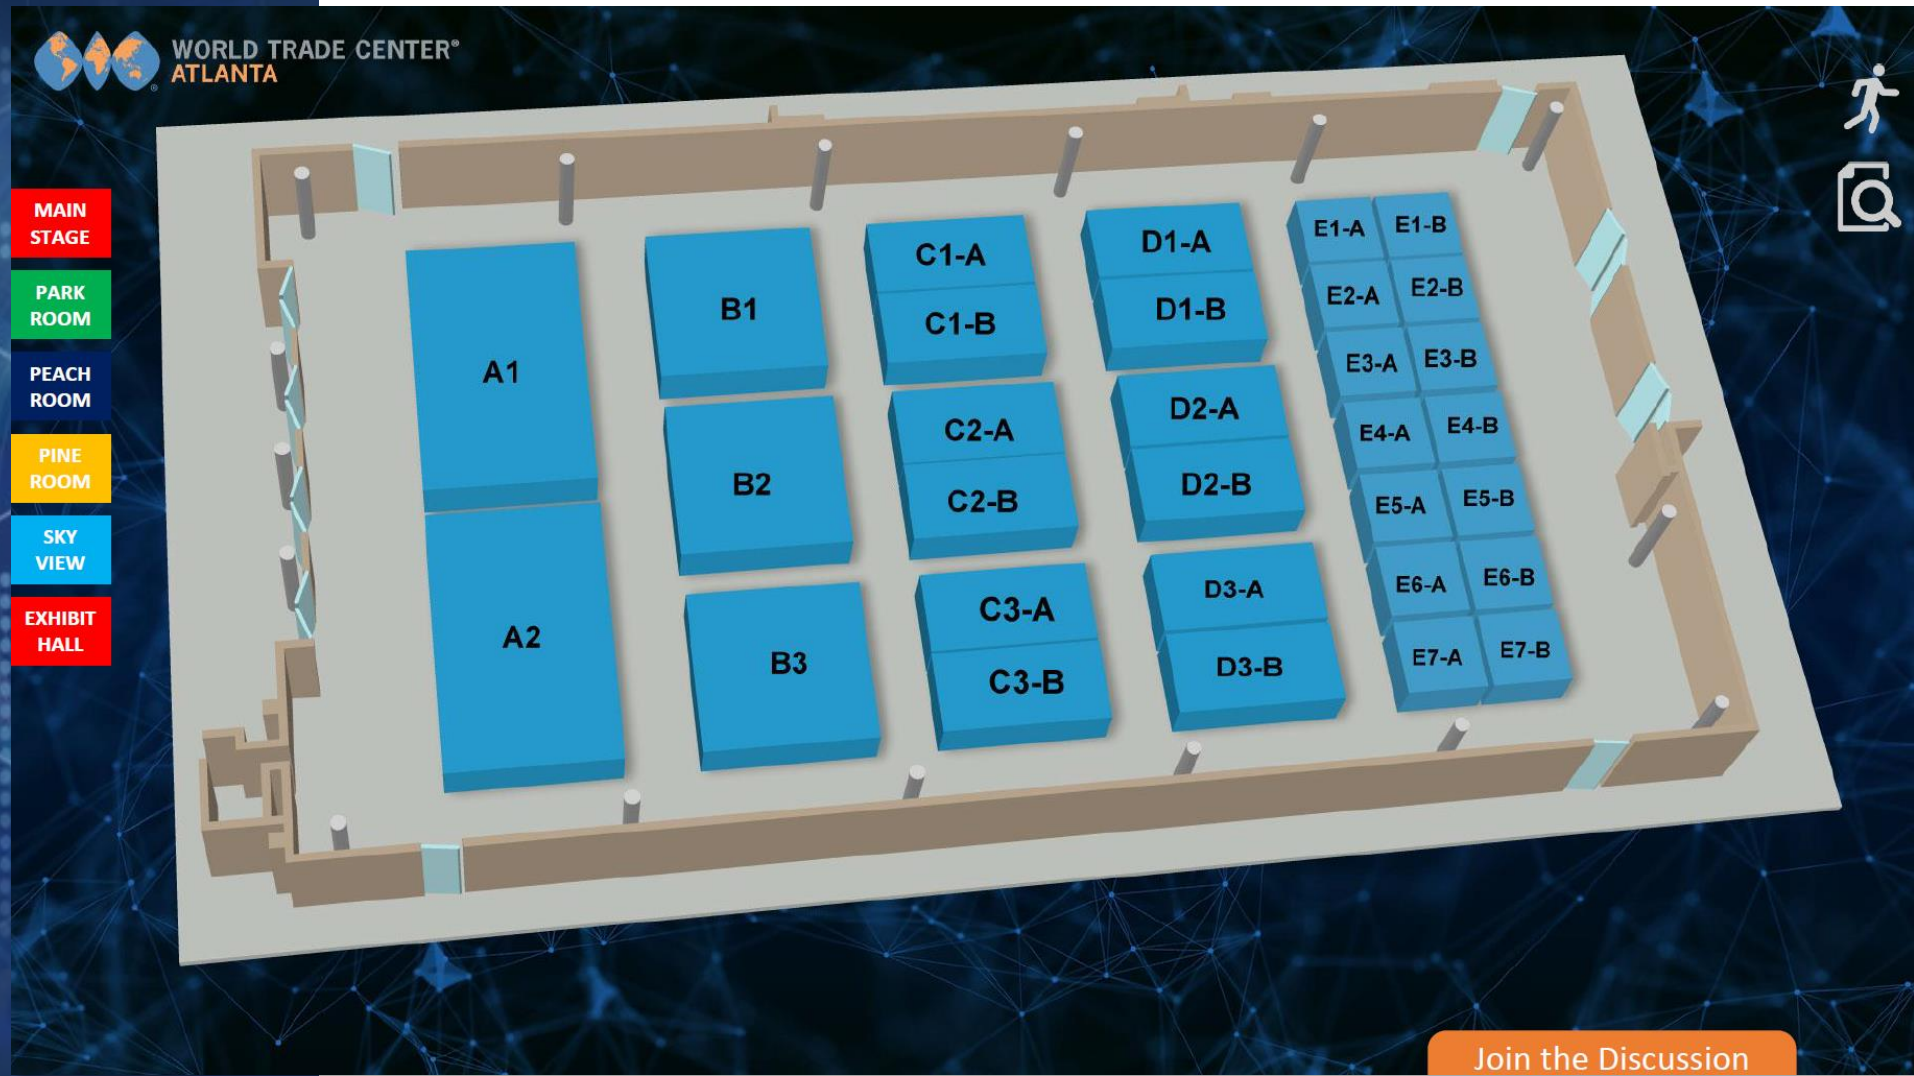 WORLD TRADE CENTER®
ATLANTA
®
MAIN
STAGE
PARK
ROOM
PEACH
ROOM
PINE
ROOM
SKY
VIEW
EXHIBIT
HALL
A1
A2
B1
B2
B3
C1-A
C1-B
C2-A
C2-B
C3-A
C3-B
D1-A
D1-B
D2-A
D2-B
D3-A
D3-B
E1-A E1-B
E2-A E2-B
E3-A E3-B
E4-A E4-B
E5-A E5-B
E6-A E6-B
E7-A E7-B
Join the Discussion